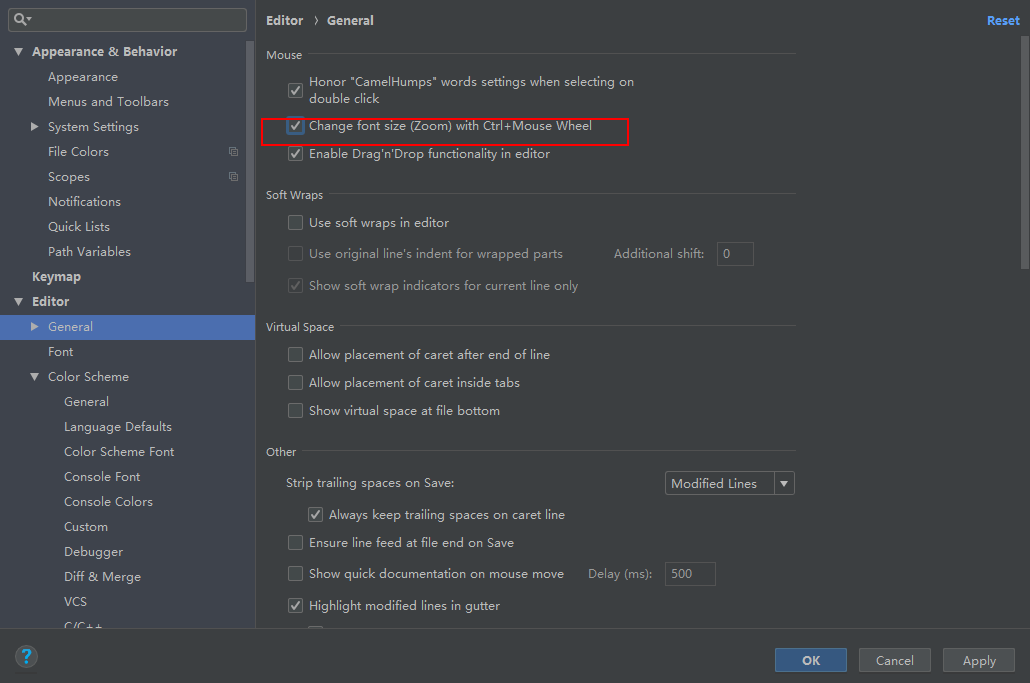 Editor › General
Reset
Appearance & Behavior
Appearance
Menus and Toolbars
System Settings
File Colors
Scopes
Notifications
Quick Lists
Path Variables
Keymap
Editor
General
Font
Color Scheme
General
Language Defaults
Color Scheme Font
Console Font
Console Colors
Custom
Debugger
Diff & Merge
VCS
C/C++
Mouse
Honor "CamelHumps" words settings when selecting on
double click
Change font size (Zoom) with Ctrl+Mouse Wheel
Enable Drag'n'Drop functionality in editor
Soft Wraps
Use soft wraps in editor
Use original line's indent for wrapped parts Additional shift: 0
Show soft wrap indicators for current line only
Virtual Space
Allow placement of caret after end of line
Allow placement of caret inside tabs
Show virtual space at file bottom
Other
Strip trailing spaces on Save: Modified Lines
Always keep trailing spaces on caret line
Ensure line feed at file end on Save
Show quick documentation on mouse move Delay (ms): 500
Highlight modified lines in gutter
?
OK Cancel Apply